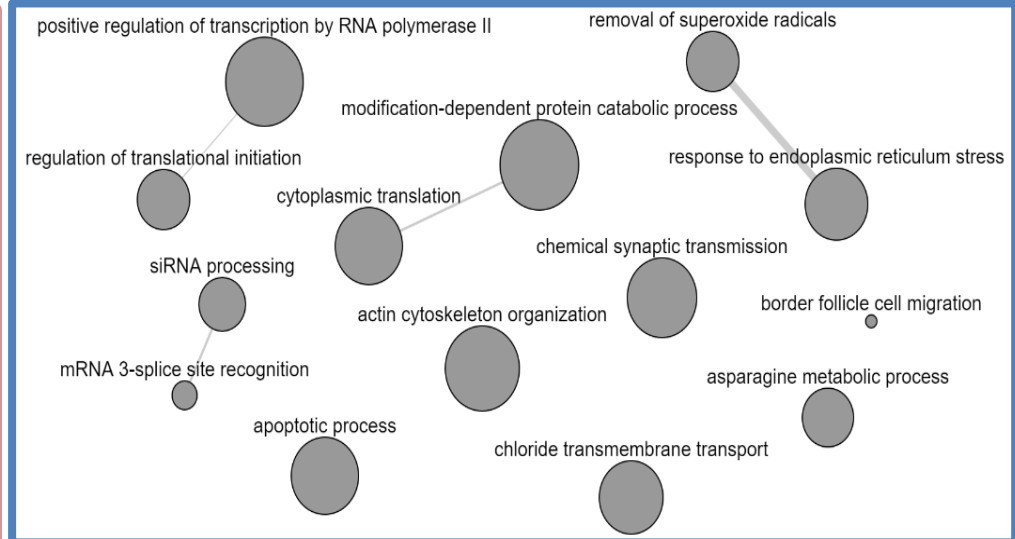 positive regulation of transcription by RNA polymerase II
removal of superoxide radicals
modification-dependent protein catabolic process
regulation of translational initiation
response to endoplasmic reticulum stress
cytoplasmic translation
chemical synaptic transmission
siRNA processing
border follicle cell migration
actin cytoskeleton organization
mRNA 3-splice site recognition
asparagine metabolic process
apoptotic process
chloride transmembrane transport